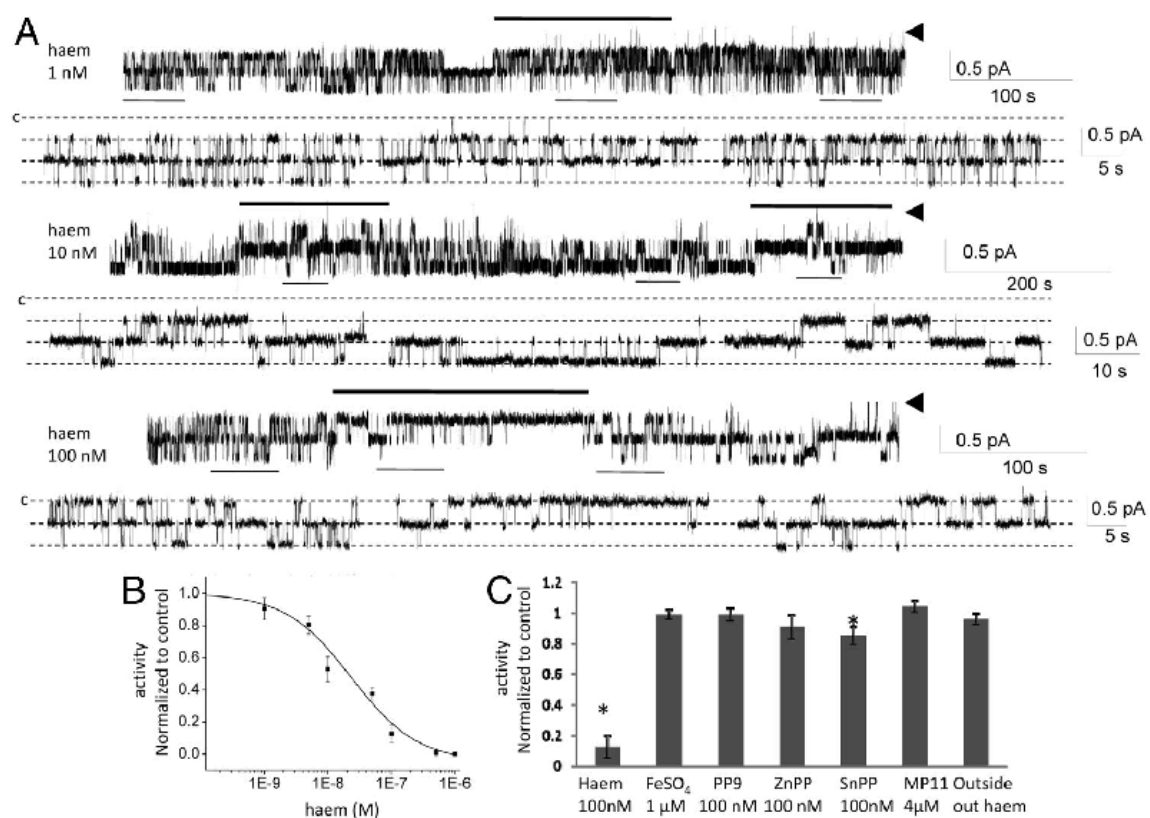 A
haem
1 nM
0.5 pA
100 s
c
0.5 pA
5 s
haem
10 nM
0.5 pA
200 s
c
0.5 pA
10 s
haem
100 nM
0.5 pA
100 s
c
0.5 pA
5 s
B
activity
Normalized to control
1.0
0.8
0.6
0.4
0.2
0.0
1E-9 1E-8 1E-7 1E-6
haem (M)
C
activity
Normalized to control
1.2
1
0.8
0.6
0.4
0.2
0
* *
Haem FeSO₄ PP9 ZnPP SnPP MP11 Outside
100nM 1 µM 100 nM 100 nM 100nM 4µM out haem